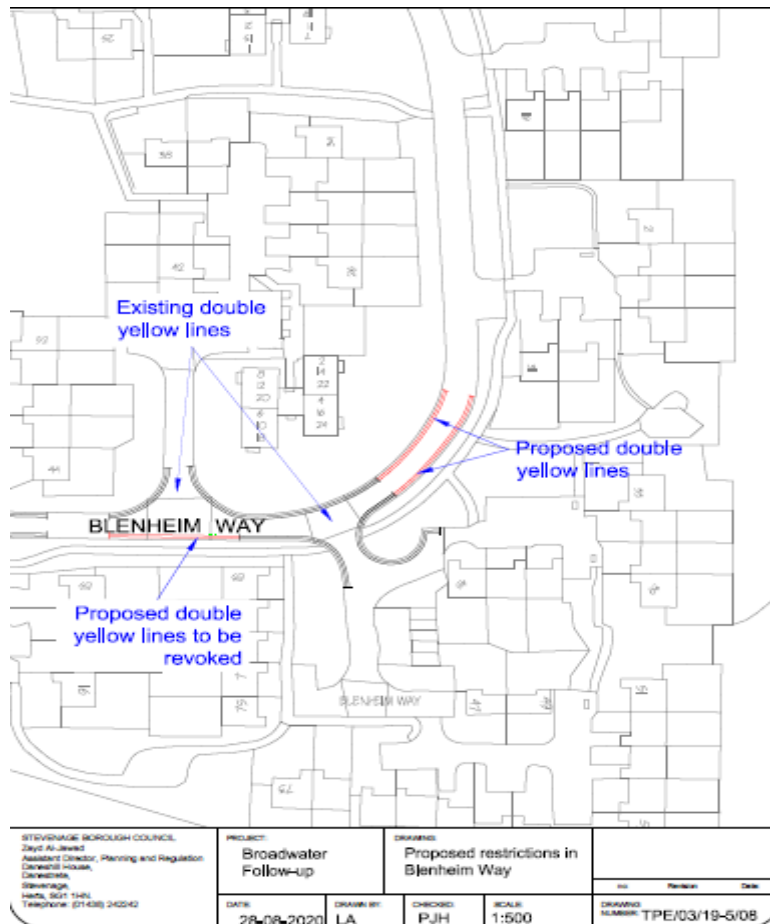 Existing double
yellow lines
Proposed double
yellow lines
BLENHEIM WAY
Proposed double
yellow lines to be
revoked
BLENHEIM WAY
STEVENAGE BOROUGH COUNCIL
Zayd Al-Jawad
Assistant Director, Planning and Regulation
Daneshill House,
Danestrete,
Stevenage,
Herts, SG1 1HN.
Telephone: (01438) 242242
PROJECT:
Broadwater
Follow-up
DRAWING:
Proposed restrictions in
Blenheim Way
no Revision Date
DATE:
28-08-2020
DRAWN BY:
LA
CHECKED:
PJH
SCALE
1:500
DRAWING
NUMBER: TPE/03/19-5/08